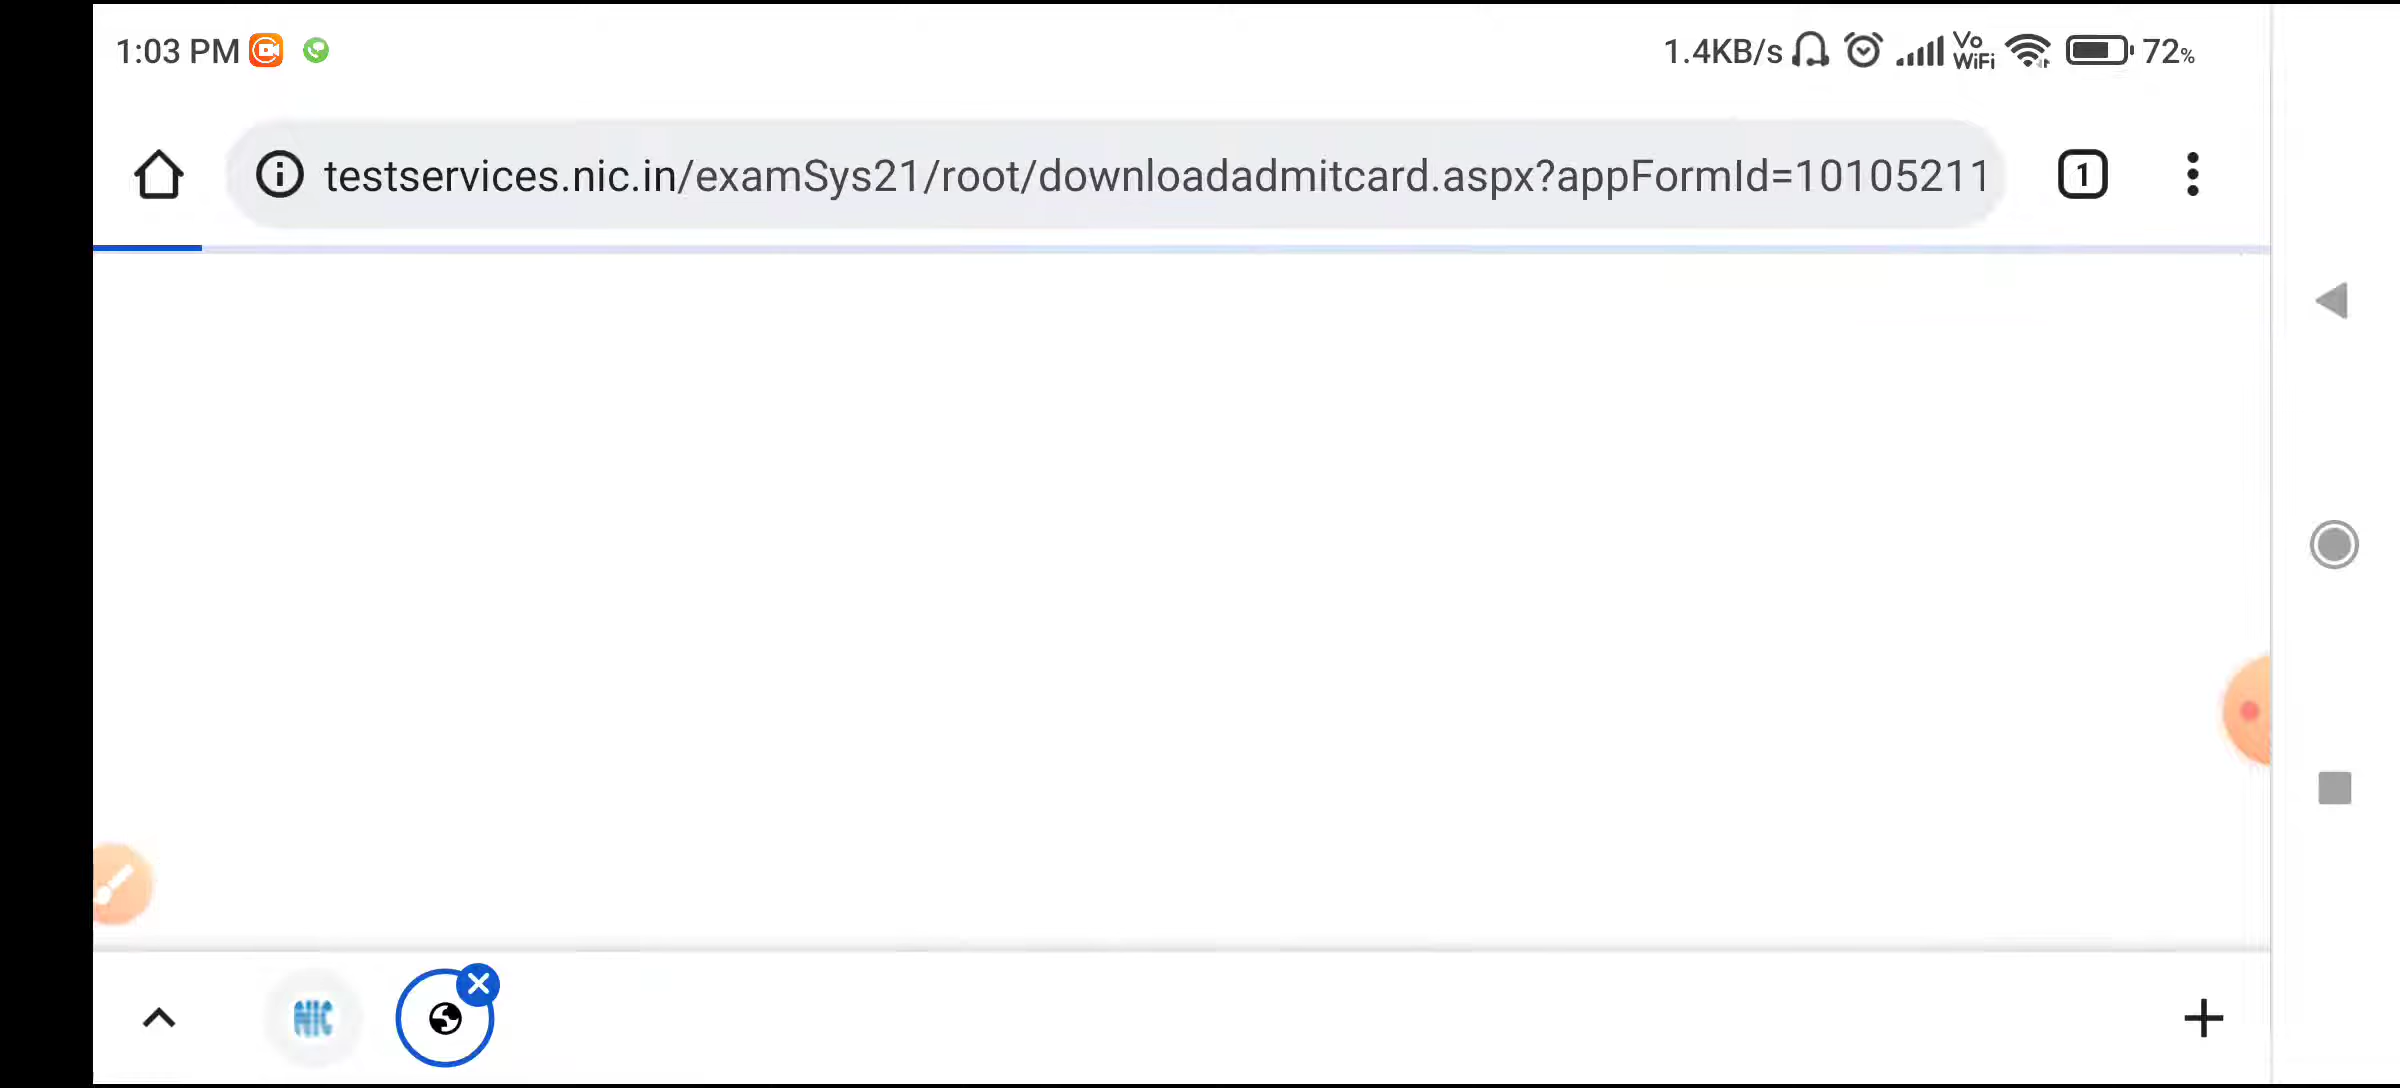 1:03 PM
1.4KB/s Vo WiFi 72%
testservices.nic.in/examSys21/root/downloadadmitcard.aspx?appFormId=10105211
1
NIC